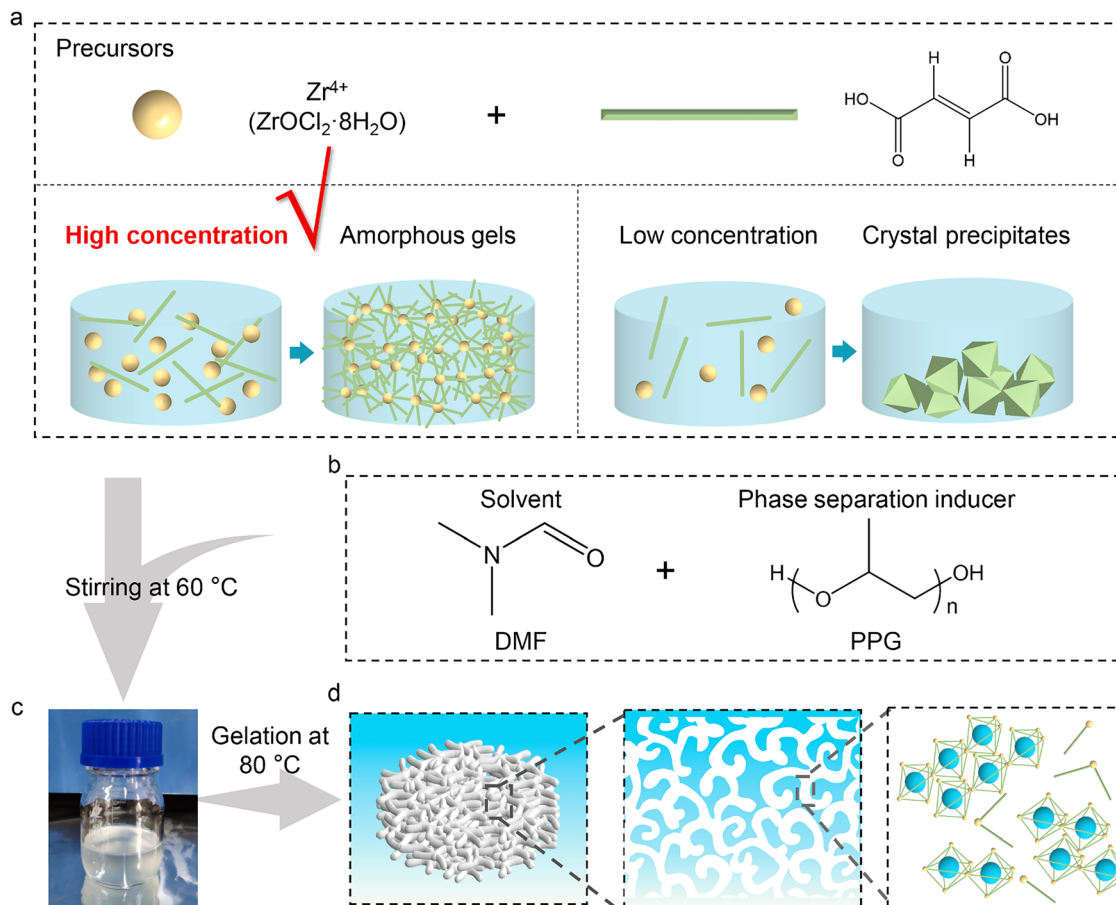 a
Precursors
Zr⁴⁺
(ZrOCl₂·8H₂O)
+
H
O
HO
OH
O
H
High concentration
Amorphous gels
Low concentration
Crystal precipitates
b
Solvent
Phase separation inducer
N
O
+
H
O
n
OH
DMF
PPG
Stirring at 60 °C
c
Gelation at
80 °C
d